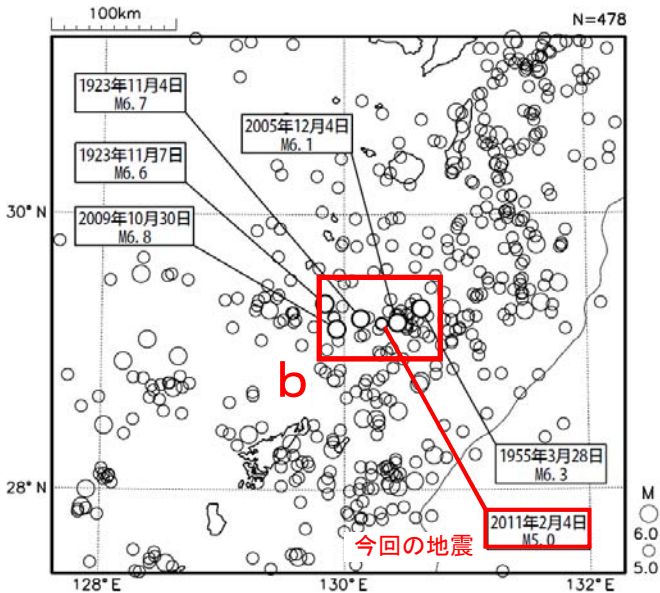 100km
N=478
1923年11月4日
M6.7
2005年12月4日
M6.1
1923年11月7日
M6.6
2009年10月30日
M6.8
30°N
b
1955年3月28日
M6.3
28°N
2011年2月4日
M5.0
今回の地震
M
6.0
5.0
128°E
130°E
132°E